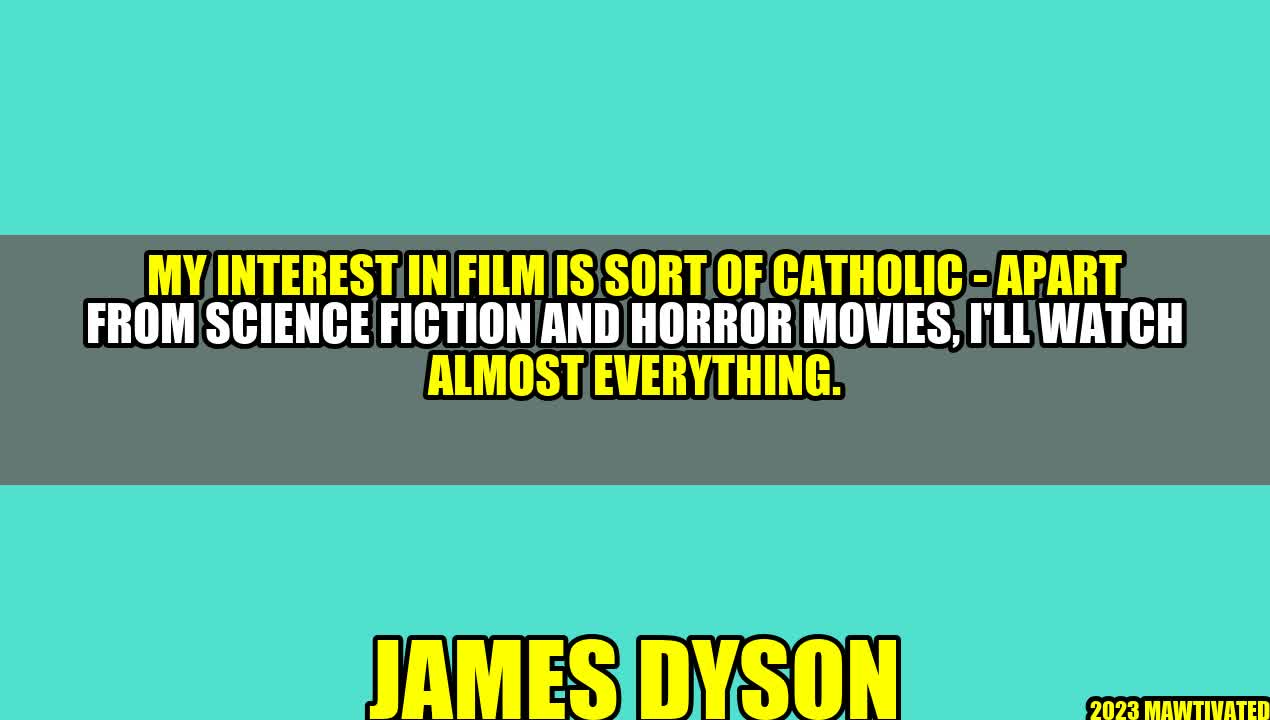 MY INTEREST IN FILM IS SORT OF CATHOLIC - APART
FROM SCIENCE FICTION AND HORROR MOVIES, I'LL WATCH
ALMOST EVERYTHING.
JAMES DYSON
2023 MAWTIVATED